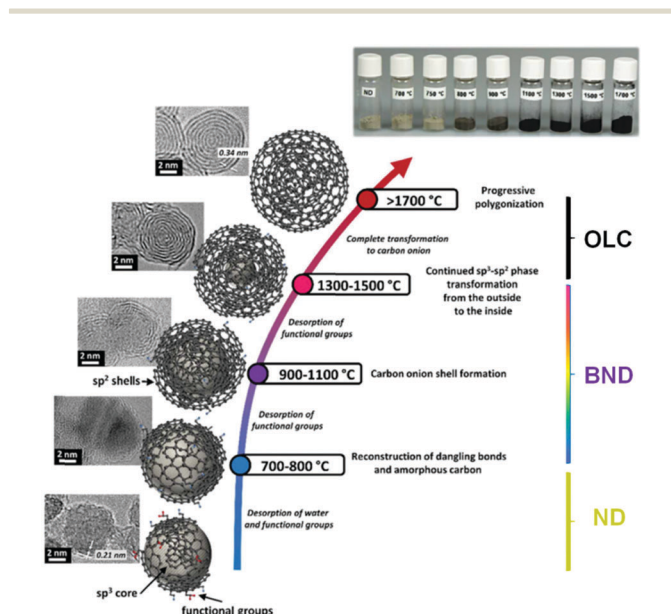 ND
700 °C
750 °C
800 °C
900 °C
1100 °C
1300 °C
1500 °C
1700 °C
0.34 nm
2 nm
>1700 °C
Progressive
polygonization
OLC
Complete transformation
to carbon onion
2 nm
1300-1500 °C
Continued sp³-sp² phase
transformation
from the outside
to the inside
Desorption of
functional groups
2 nm
sp² shells
900-1100 °C
Carbon onion shell formation
BND
Desorption of
functional groups
2 nm
700-800 °C
Reconstruction of dangling bonds
and amorphous carbon
Desorption of water
and functional groups
ND
2 nm
0.21 nm
sp³ core
functional groups